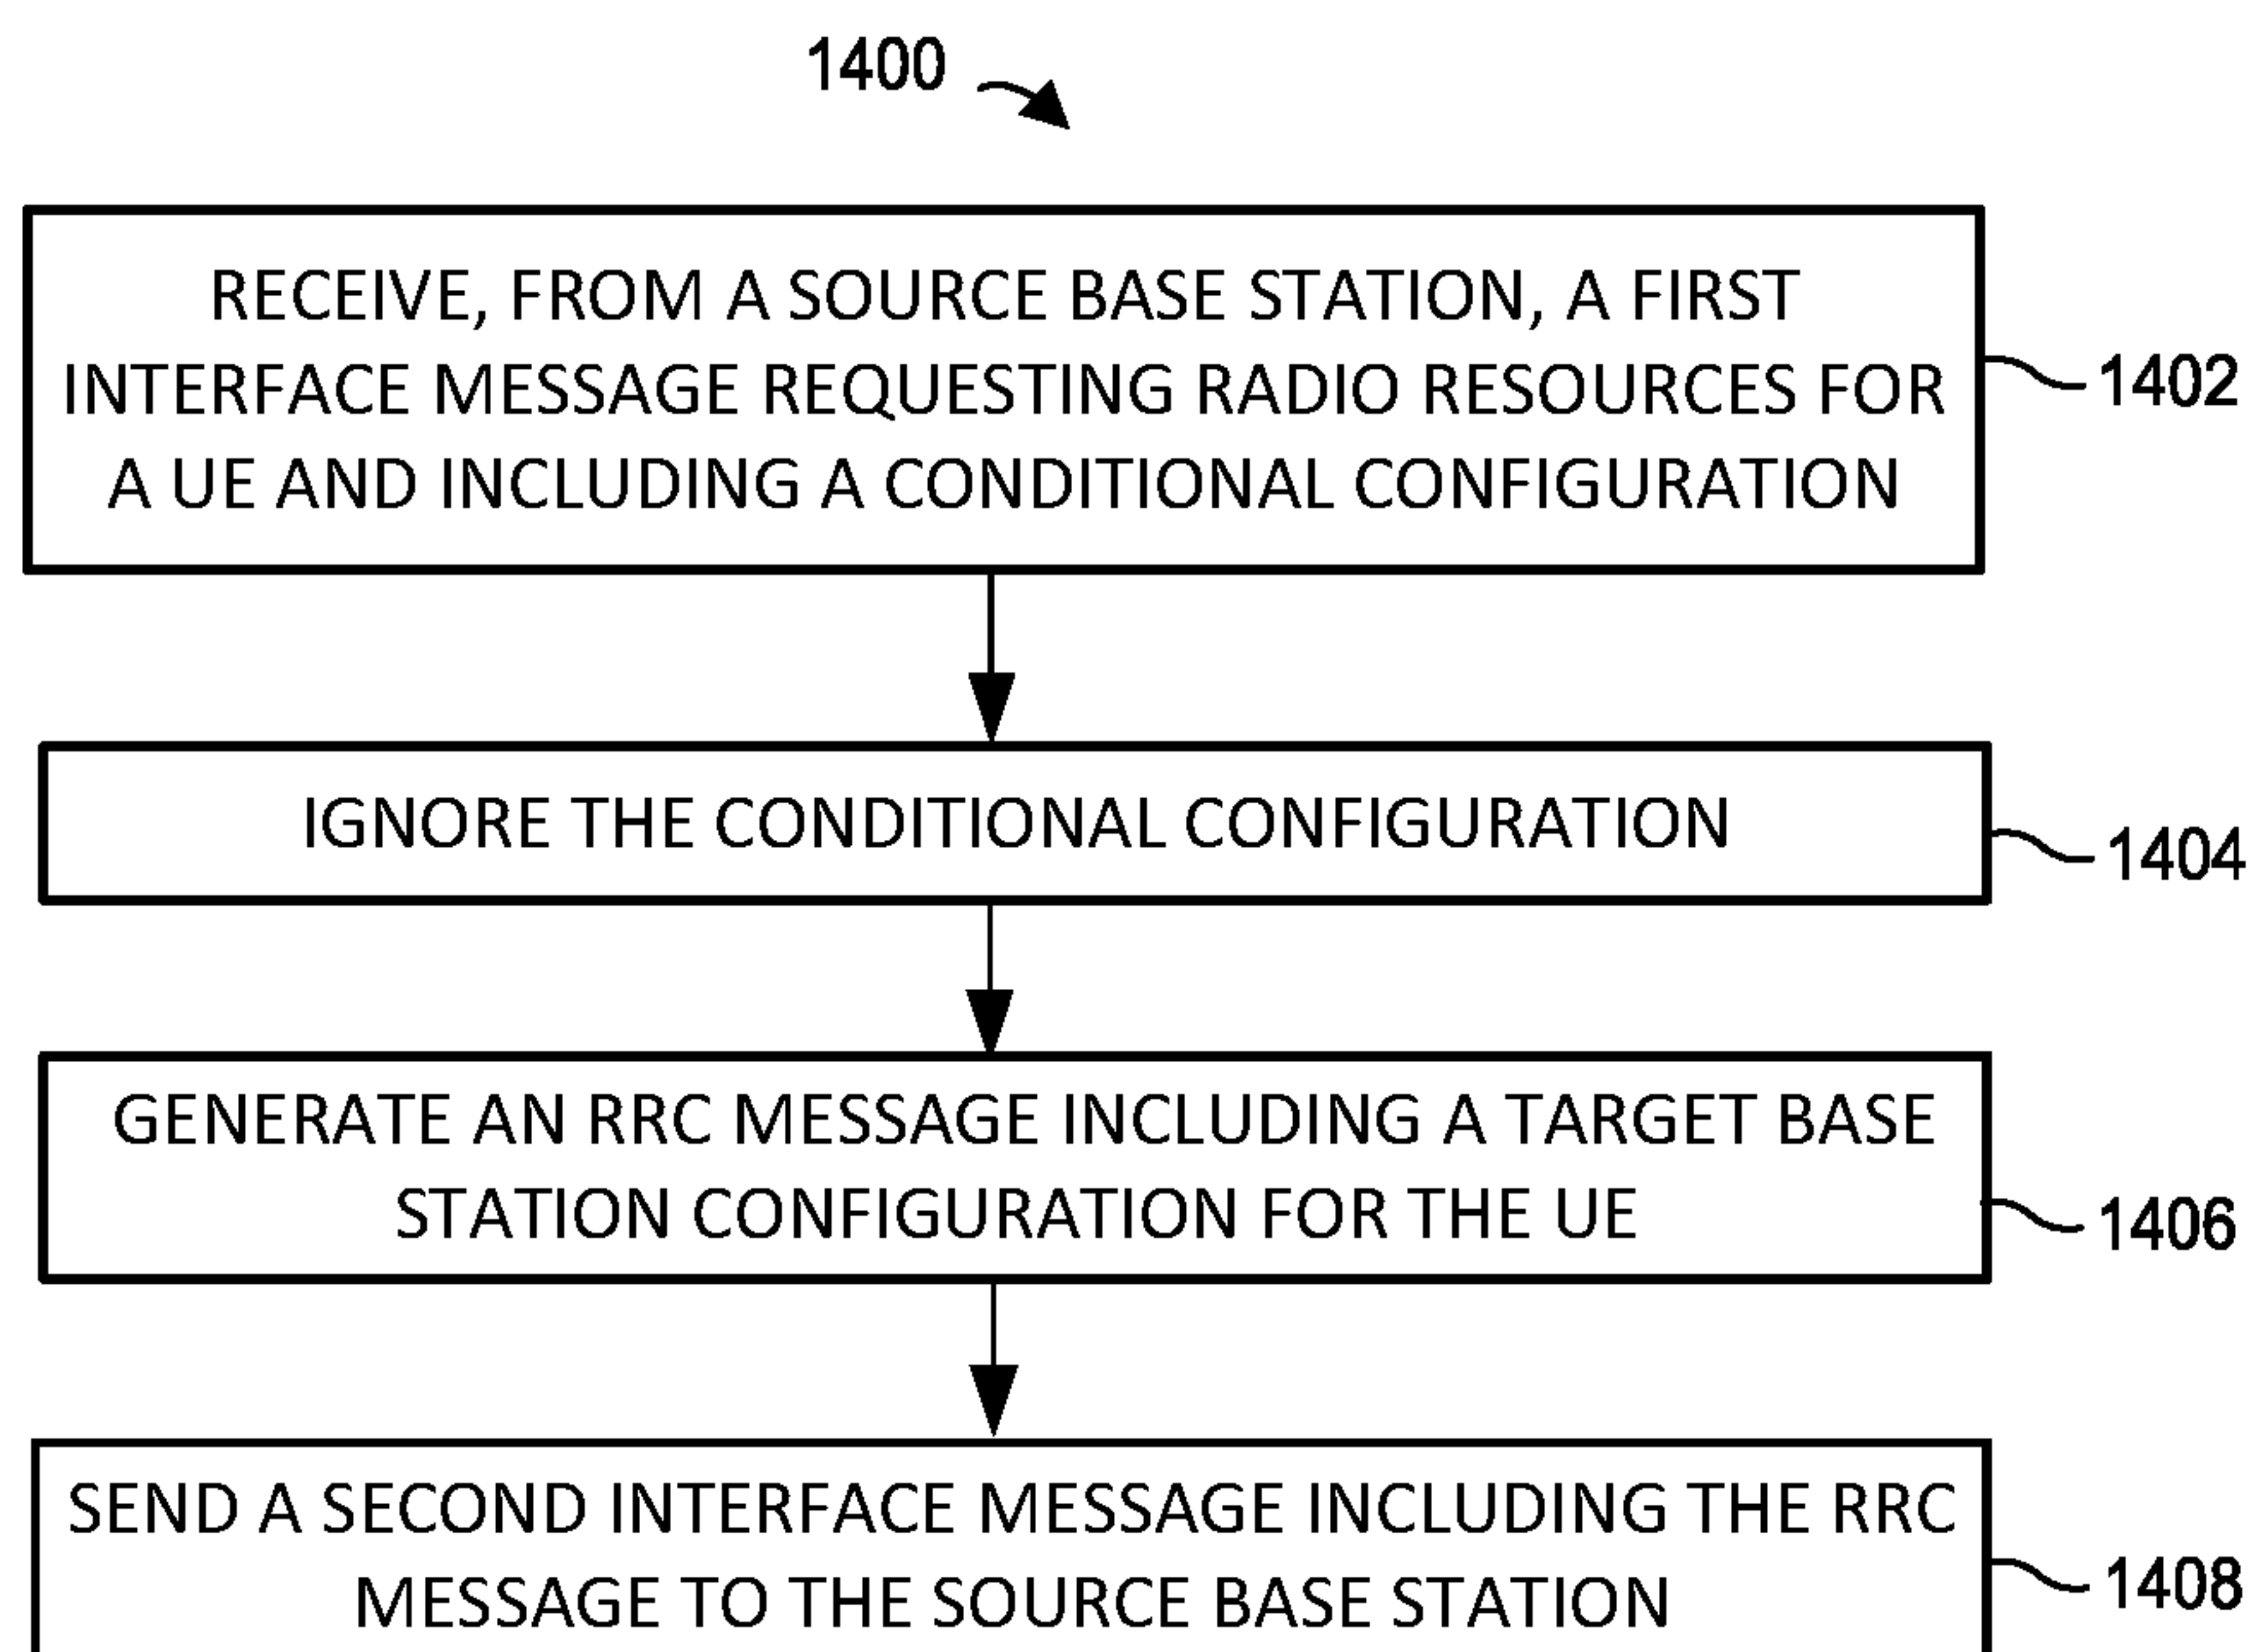 1400
RECEIVE, FROM A SOURCE BASE STATION, A FIRST
INTERFACE MESSAGE REQUESTING RADIO RESOURCES FOR
A UE AND INCLUDING A CONDITIONAL CONFIGURATION
1402
IGNORE THE CONDITIONAL CONFIGURATION
1404
GENERATE AN RRC MESSAGE INCLUDING A TARGET BASE
STATION CONFIGURATION FOR THE UE
1406
SEND A SECOND INTERFACE MESSAGE INCLUDING THE RRC
MESSAGE TO THE SOURCE BASE STATION
1408